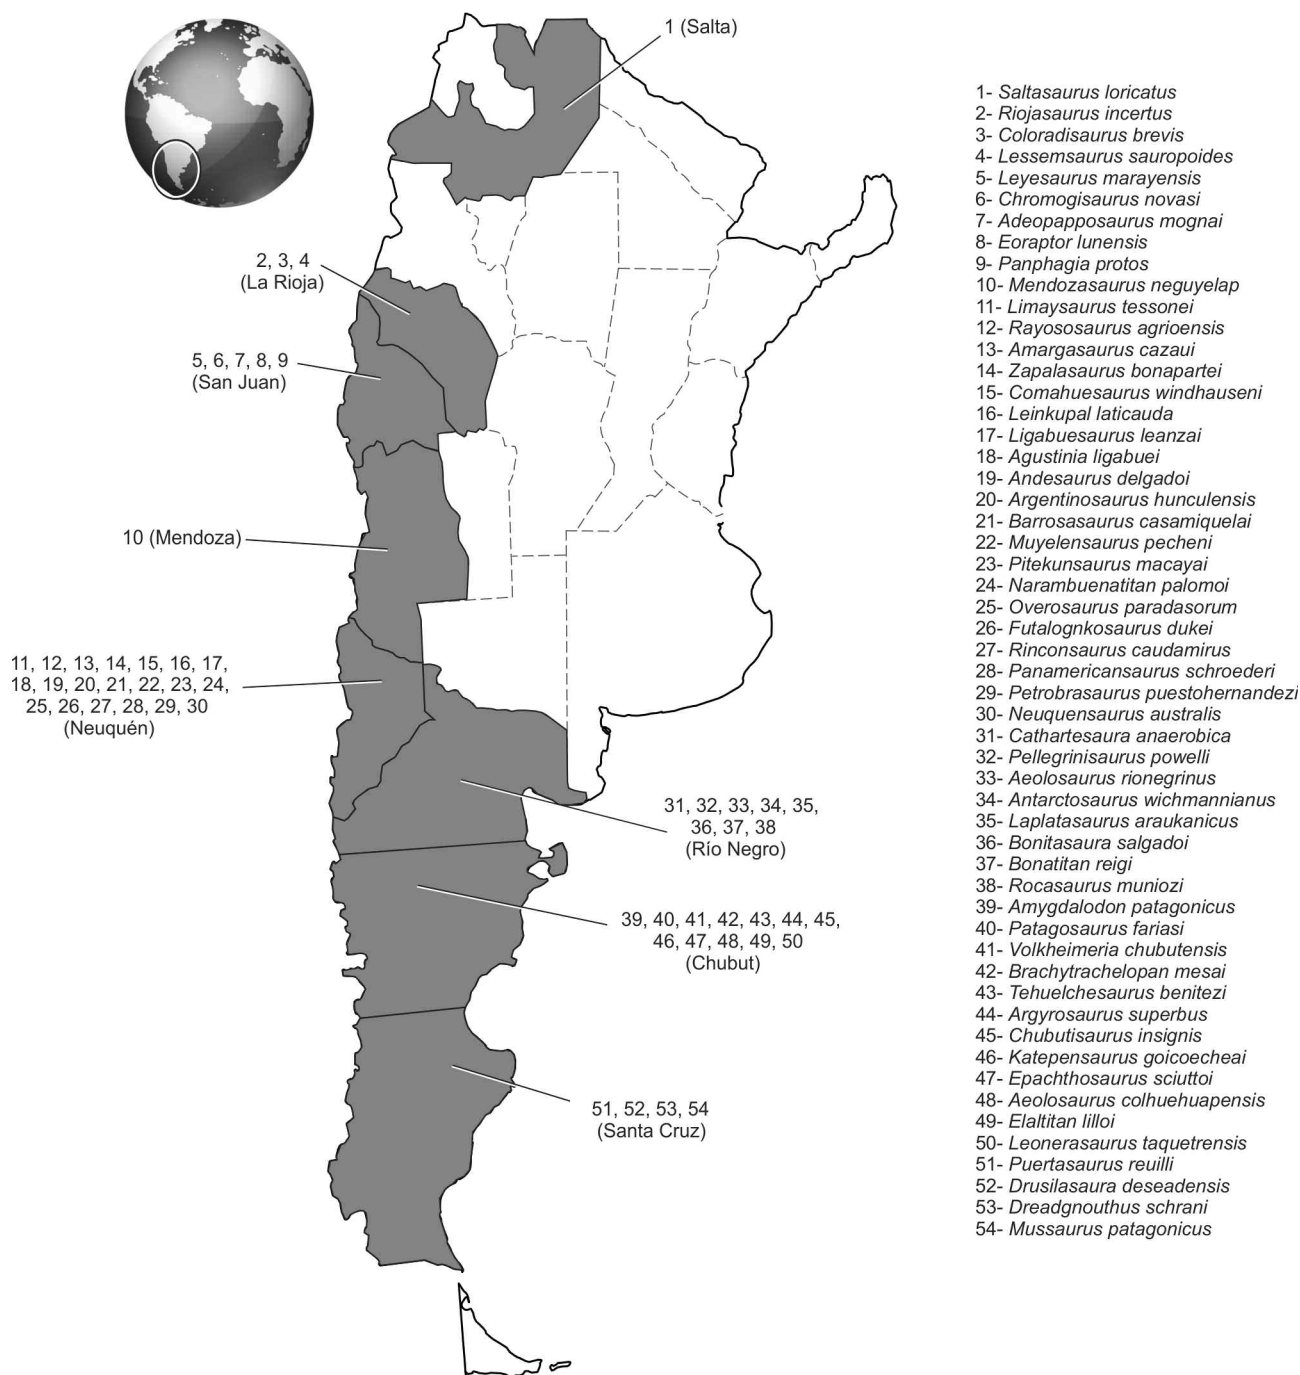 1 (Salta)
2, 3, 4
(La Rioja)
5, 6, 7, 8, 9
(San Juan)
10 (Mendoza)
11, 12, 13, 14, 15, 16, 17,
18, 19, 20, 21, 22, 23, 24,
25, 26, 27, 28, 29, 30
(Neuquén)
31, 32, 33, 34, 35,
36, 37, 38
(Río Negro)
39, 40, 41, 42, 43, 44, 45,
46, 47, 48, 49, 50
(Chubut)
51, 52, 53, 54
(Santa Cruz)
1- Saltasaurus loricatus
2- Riojasaurus incertus
3- Coloradisaurus brevis
4- Lessemsaurus sauropoides
5- Leyesaurus marayensis
6- Chromogisaurus novasi
7- Adeopapposaurus mognai
8- Eoraptor lunensis
9- Panphagia protos
10- Mendozasaurus neguyelap
11- Limaysaurus tessonei
12- Rayososaurus agrioensis
13- Amargasaurus cazaui
14- Zapalasaurus bonapartei
15- Comahuesaurus windhauseni
16- Leinkupal laticauda
17- Ligabuesaurus leanzai
18- Agustinia ligabuei
19- Andesaurus delgadoi
20- Argentinosaurus hunculensis
21- Barrosasaurus casamiquelai
22- Muyelensaurus pecheni
23- Pitekunsaurus macayai
24- Narambuenatitan palomoi
25- Overosaurus paradasorum
26- Futalognkosaurus dukei
27- Rinconsaurus caudamirus
28- Panamericansaurus schroederi
29- Petrobrasaurus puestohernandezi
30- Neuquensaurus australis
31- Cathartesaura anaerobica
32- Pellegrinisaurus powelli
33- Aeolosaurus rionegrinus
34- Antarctosaurus wichmannianus
35- Laplatasaurus araukanicus
36- Bonitasaura salgadoi
37- Bonatitan reigi
38- Rocasaurus muniozi
39- Amygdalodon patagonicus
40- Patagosaurus fariasi
41- Volkheimeria chubutensis
42- Brachytrachelopan mesai
43- Tehuelchesaurus benitezi
44- Argyrosaurus superbus
45- Chubutisaurus insignis
46- Katepensaurus goicoecheai
47- Epachthosaurus sciuttoi
48- Aeolosaurus colhuehuapensis
49- Elaltitan lilloi
50- Leonerasaurus taquetrensis
51- Puertasaurus reuilli
52- Drusilasaura deseadensis
53- Dreadgnouthus schrani
54- Mussaurus patagonicus